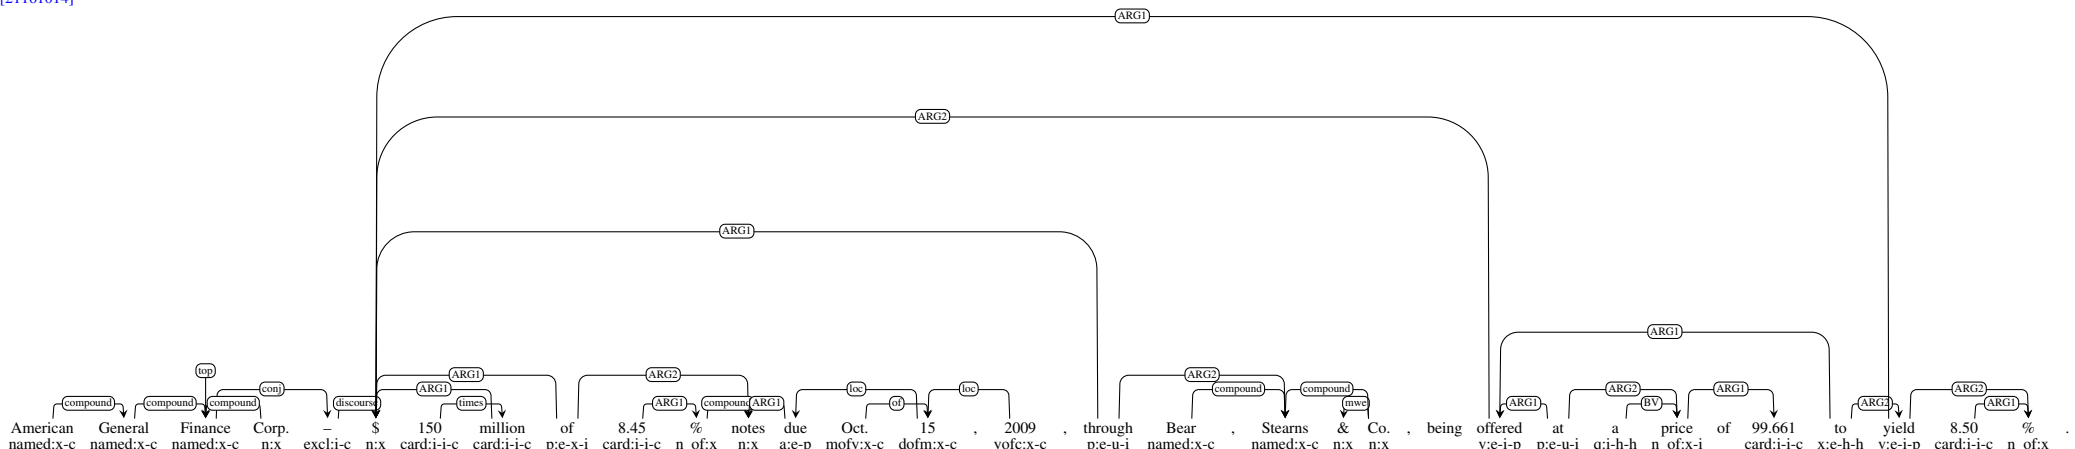 [21161014]
ARG1
ARG2
ARG1
ARG1
top ARG1 ARG2 ARG2
conj ARG1 loc loc compound compound ARG2 ARG1 ARG2
compound compound compound discourse times ARG1 compound ARG1 of mwe ARG1 BV ARG2 ARG1
American General Finance Corp. – $ 150 million of 8.45 % notes due Oct. 15 , 2009 , through Bear , Stearns & Co. , being offered at a price of 99.661 to yield 8.50 % .
named:x-c named:x-c named:x-c n:x excl:i-c n:x card:i-i-c card:i-i-c p:e-x-i card:i-i-c n_of:x n:x a:e-p mofy:x-c dofm:x-c yofc:x-c p:e-u-i named:x-c named:x-c n:x n:x v:e-i-p p:e-u-i q:i-h-h n_of:x-i card:i-i-c x:e-h-h v:e-i-p card:i-i-c n_of:x